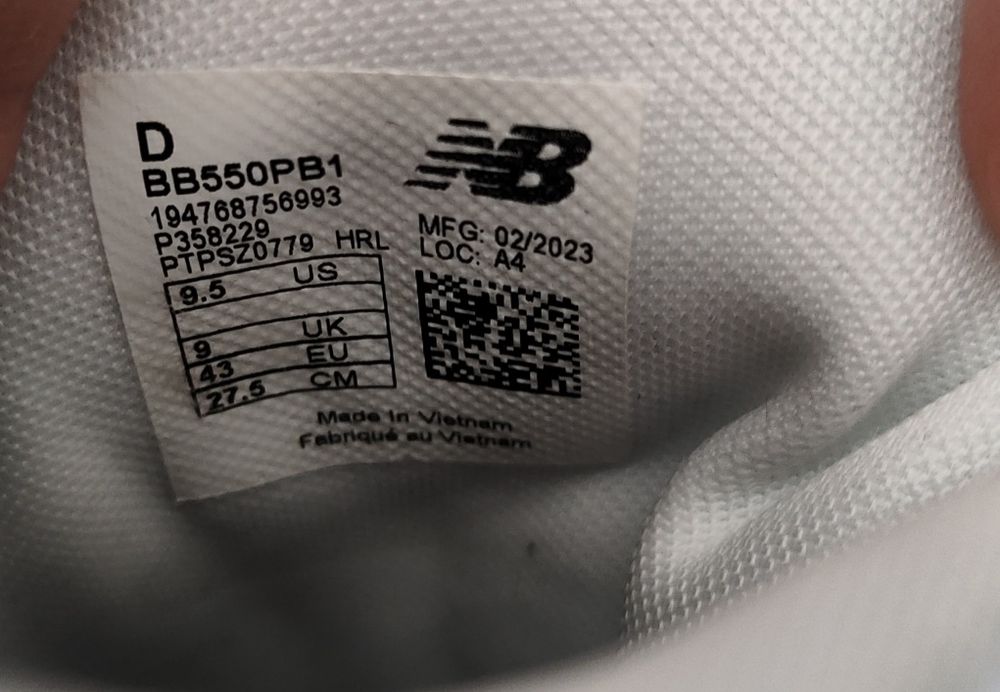 D
BB550PB1
194768756993
P358229
PTPSZ0779 HRL
9.5 US
9 UK
43 EU
27.5 CM
NB
MFG: 02/2023
LOC: A4
Made In Vietnam
Fabriqué au Vietnam